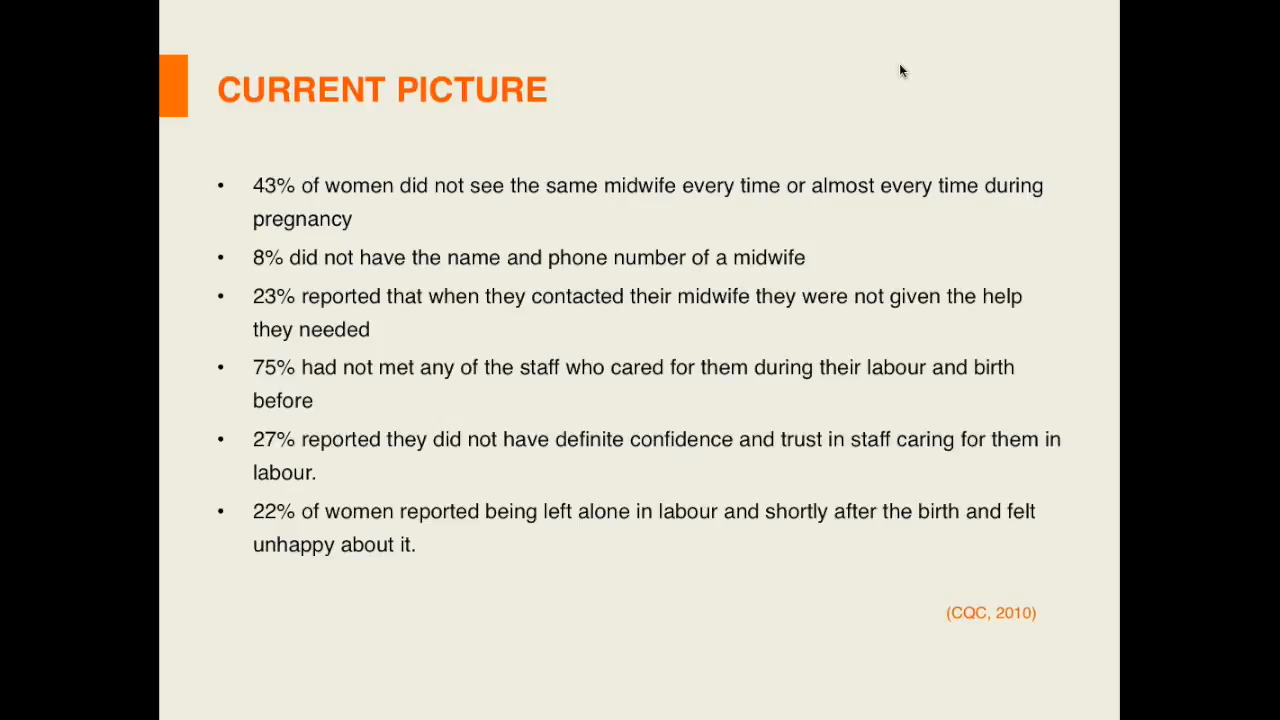 CURRENT PICTURE
• 43% of women did not see the same midwife every time or almost every time during
pregnancy
• 8% did not have the name and phone number of a midwife
• 23% reported that when they contacted their midwife they were not given the help
they needed
• 75% had not met any of the staff who cared for them during their labour and birth
before
• 27% reported they did not have definite confidence and trust in staff caring for them in
labour.
• 22% of women reported being left alone in labour and shortly after the birth and felt
unhappy about it.
(CQC, 2010)